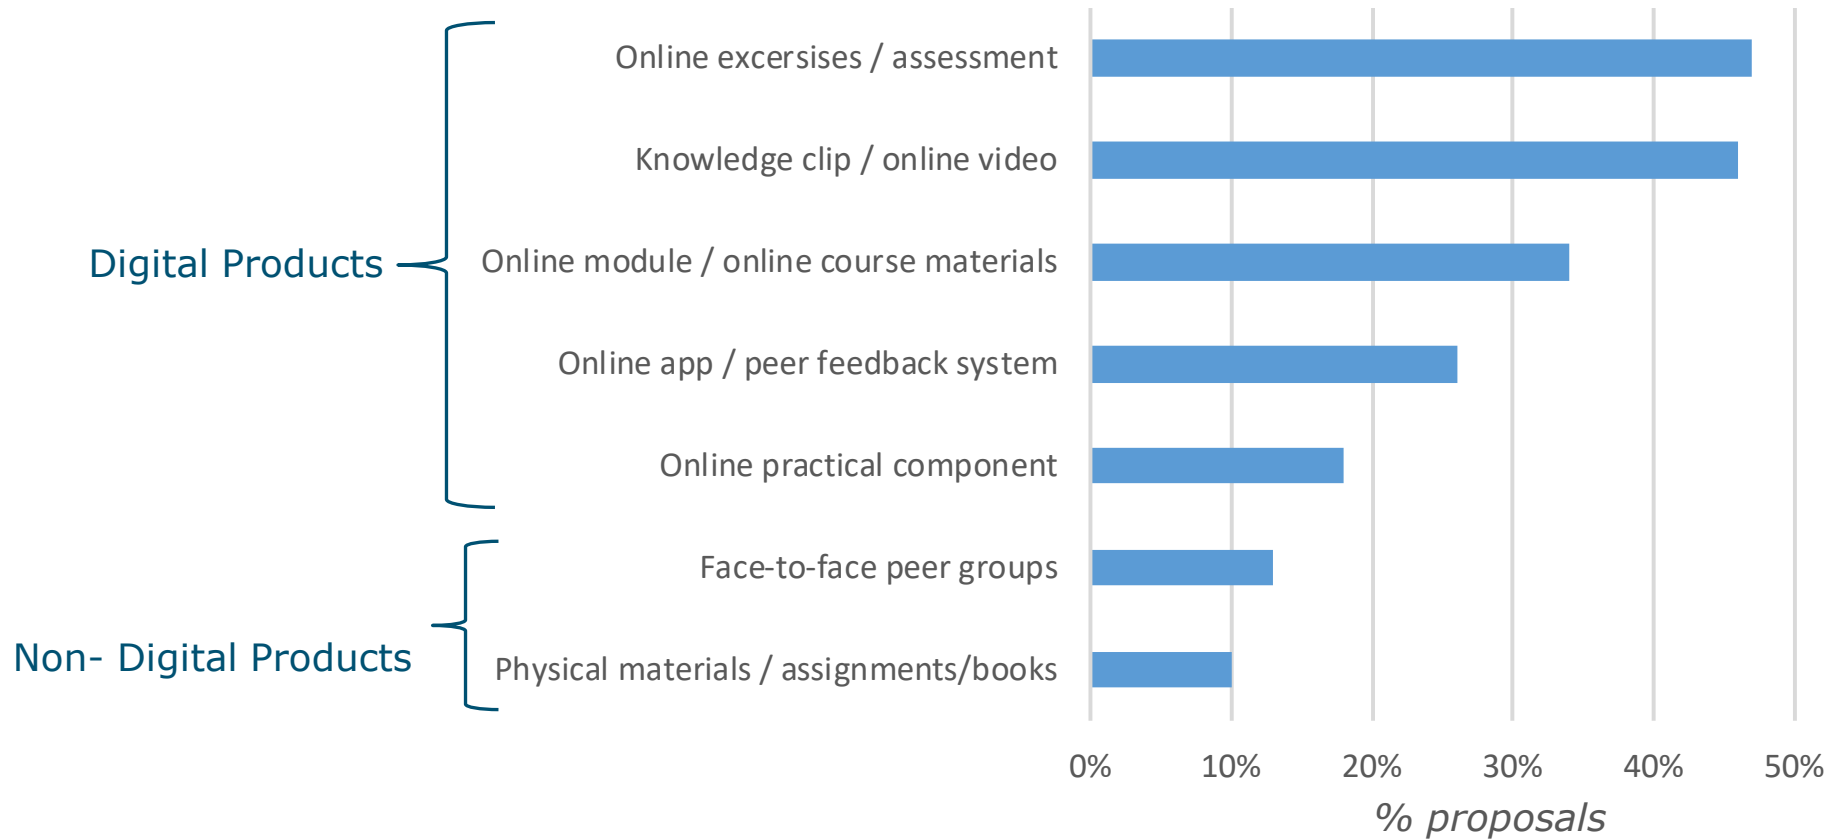 Online excersises / assessment
Knowledge clip / online video
Digital Products
Online module / online course materials
Online app / peer feedback system
Online practical component
Face-to-face peer groups
Non- Digital Products
Physical materials / assignments/books
0% 10% 20% 30% 40% 50%
% proposals